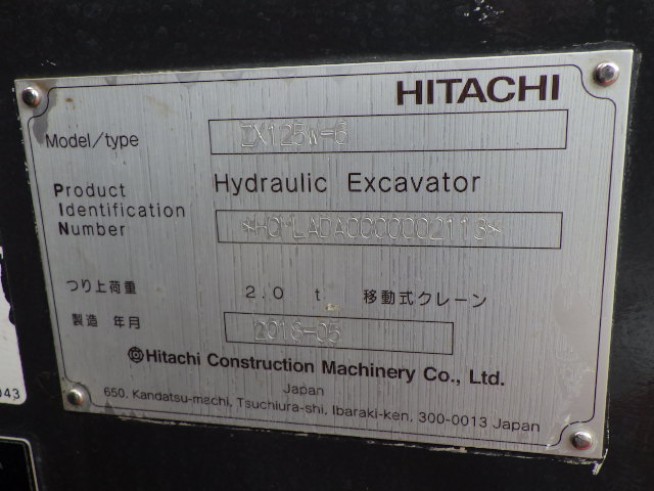 HITACHI
Model/type ZX125W-6
Product Identification Number
Hydraulic Excavator
つり上荷重 2.0 t 移動式クレーン
製造 年月
Hitachi Construction Machinery Co., Ltd.
Japan
650, Kandatsu-machi, Tsuchiura-shi, Ibaraki-ken, 300-0013 Japan
043